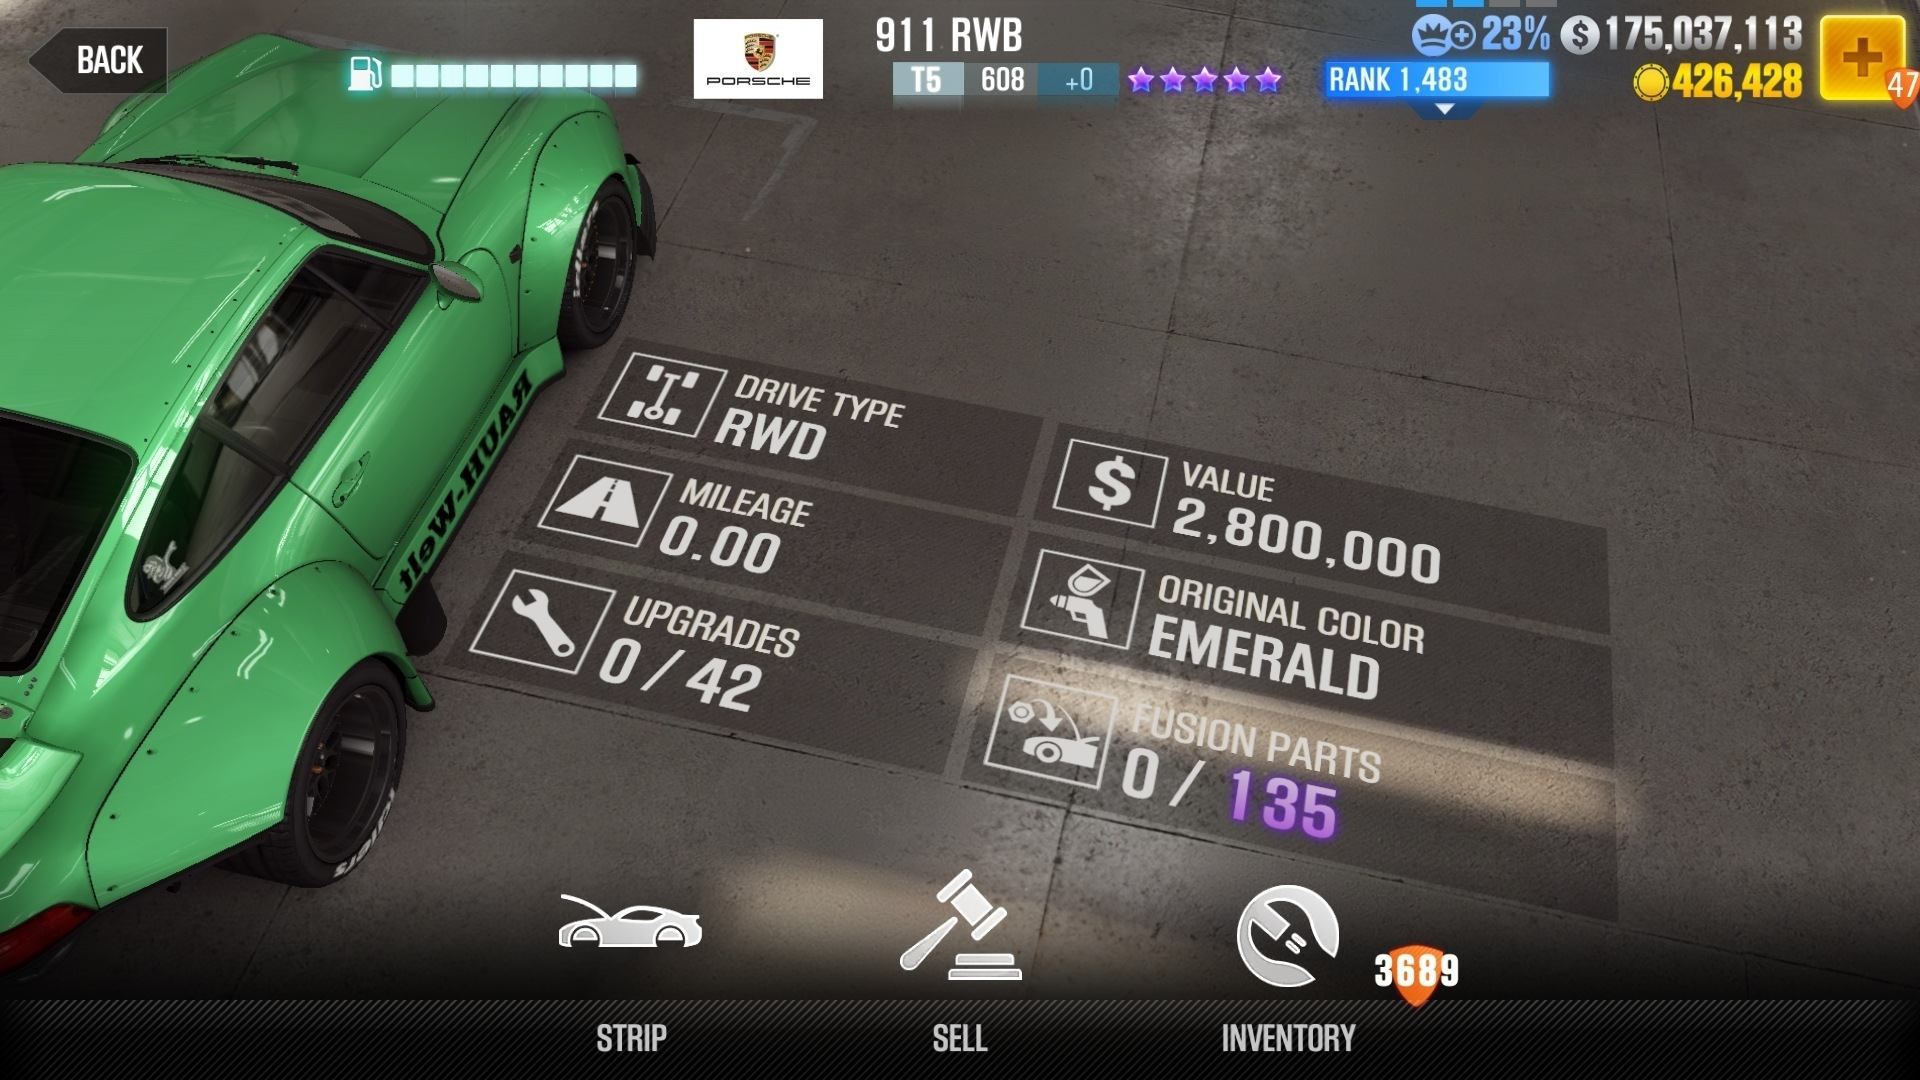 BACK
PORSCHE
911 RWB
T5 608 +0
23%
$ 175,037,113
RANK 1,483
426,428
47
DRIVE TYPE
RWD
MILEAGE
0.00
UPGRADES
0 / 42
$ VALUE
2,800,000
ORIGINAL COLOR
EMERALD
FUSION PARTS
0 / 135
RAUH-Welt
STRIP
SELL
INVENTORY
3689